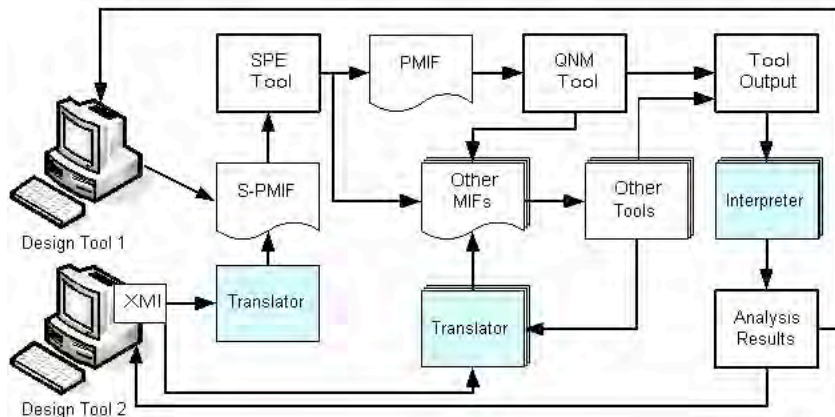 SPE
Tool
PMIF
QNM
Tool
Tool
Output
S-PMIF
Other
MIFs
Other
Tools
Interpreter
Design Tool 1
XMI
Translator
Translator
Analysis
Results
Design Tool 2